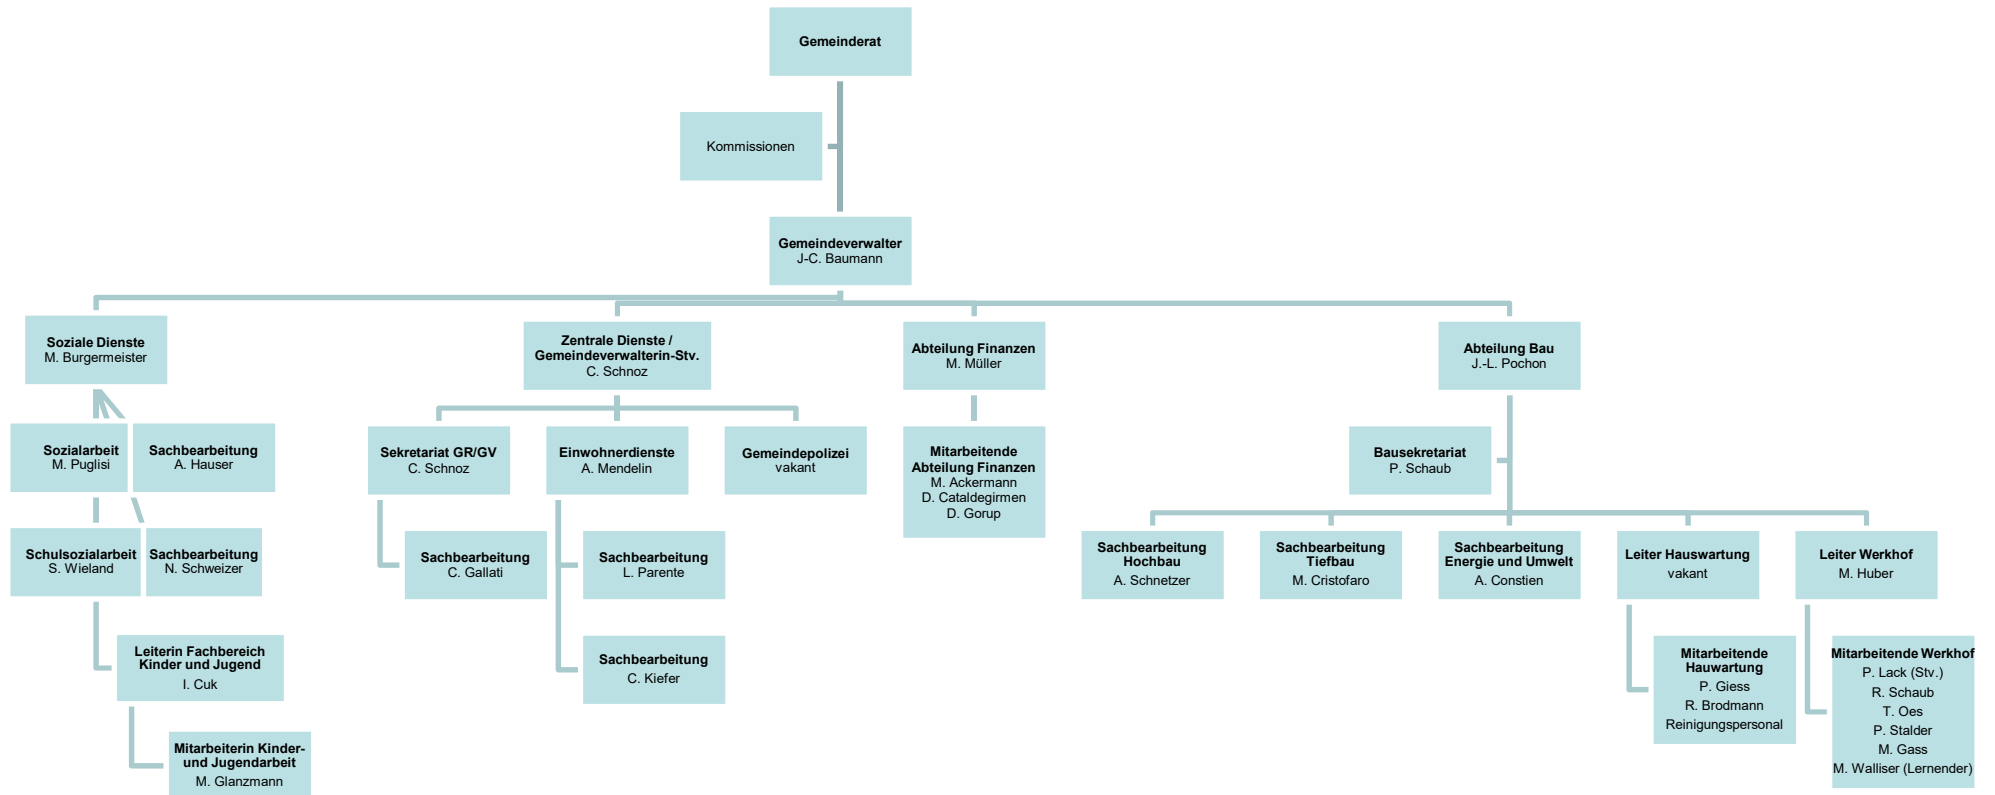 Gemeinderat
Kommissionen
Gemeindeverwalter
J-C. Baumann
Soziale Dienste
M. Burgermeister
Zentrale Dienste /
Gemeindeverwalterin-Stv.
C. Schnoz
Abteilung Finanzen
M. Müller
Abteilung Bau
J.-L. Pochon
Sozialarbeit
M. Puglisi
Sachbearbeitung
A. Hauser
Sekretariat GR/GV
C. Schnoz
Einwohnerdienste
A. Mendelin
Gemeindepolizei
vakant
Mitarbeitende
Abteilung Finanzen
M. Ackermann
D. Cataldegirmen
D. Gorup
Bausekretariat
P. Schaub
Schulsozialarbeit
S. Wieland
Sachbearbeitung
N. Schweizer
Sachbearbeitung
C. Gallati
Sachbearbeitung
L. Parente
Sachbearbeitung
Hochbau
A. Schnetzer
Sachbearbeitung
Tiefbau
M. Cristofaro
Sachbearbeitung
Energie und Umwelt
A. Constien
Leiter Hauswartung
vakant
Leiter Werkhof
M. Huber
Leiterin Fachbereich
Kinder und Jugend
I. Cuk
Sachbearbeitung
C. Kiefer
Mitarbeitende
Hauwartung
P. Giess
R. Brodmann
Reinigungspersonal
Mitarbeitende Werkhof
P. Lack (Stv.)
R. Schaub
T. Oes
P. Stalder
M. Gass
M. Walliser (Lernender)
Mitarbeiterin Kinder-
und Jugendarbeit
M. Glanzmann